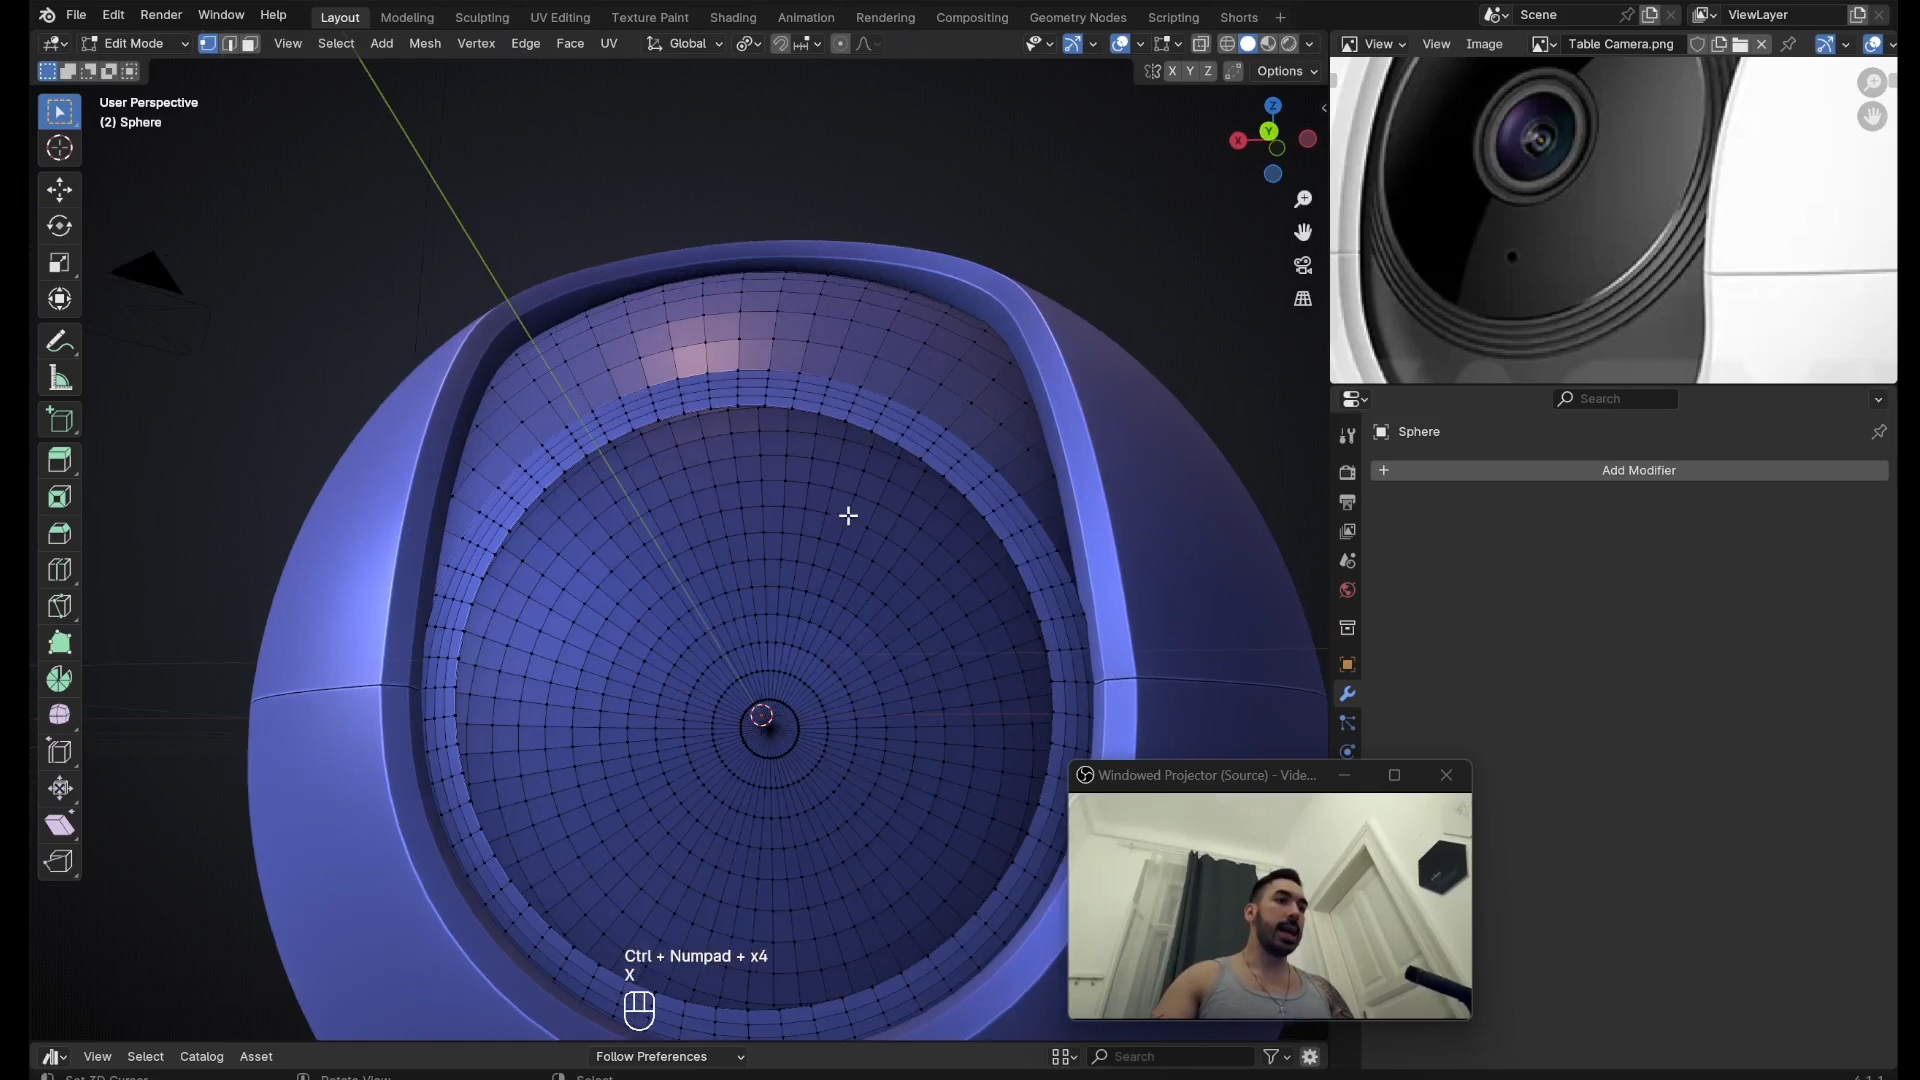 File Edit Render Window Help Layout Modeling Sculpting UV Editing Texture Paint Shading Animation Rendering Compositing Geometry Nodes Scripting Shorts + Scene ViewLayer
Edit Mode View Select Add Mesh Vertex Edge Face UV Global View View Image Table Camera.png
X Y Z Options
User Perspective
(2) Sphere
Z
Y
X
Search
Sphere
+ Add Modifier
Windowed Projector (Source) - Vide...
Ctrl + Numpad + x4
X
View Select Catalog Asset Follow Preferences Search